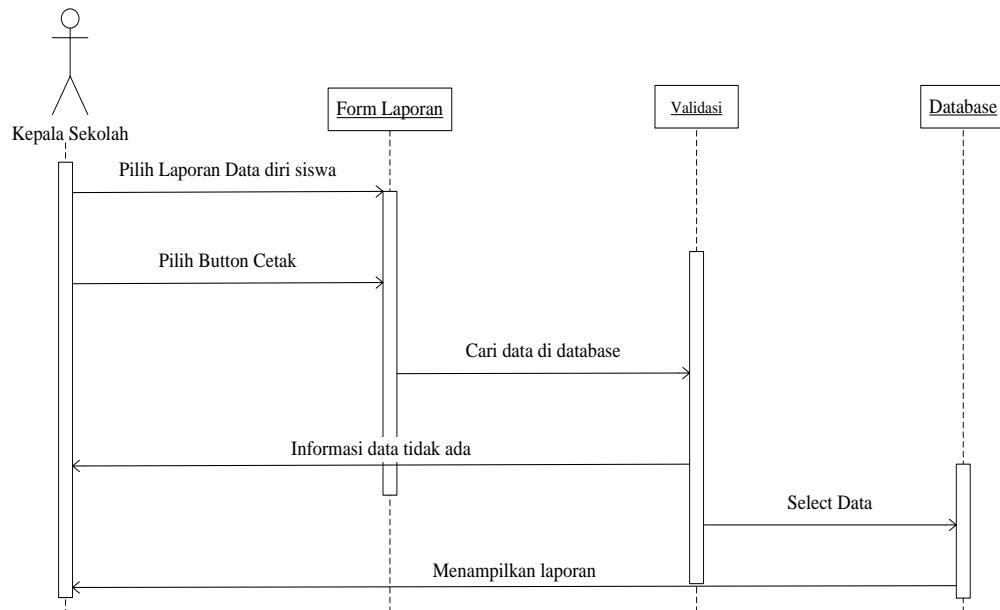 Form Laporan
Validasi
Database
Kepala Sekolah
Pilih Laporan Data diri siswa
Pilih Button Cetak
Cari data di database
Informasi data tidak ada
Select Data
Menampilkan laporan